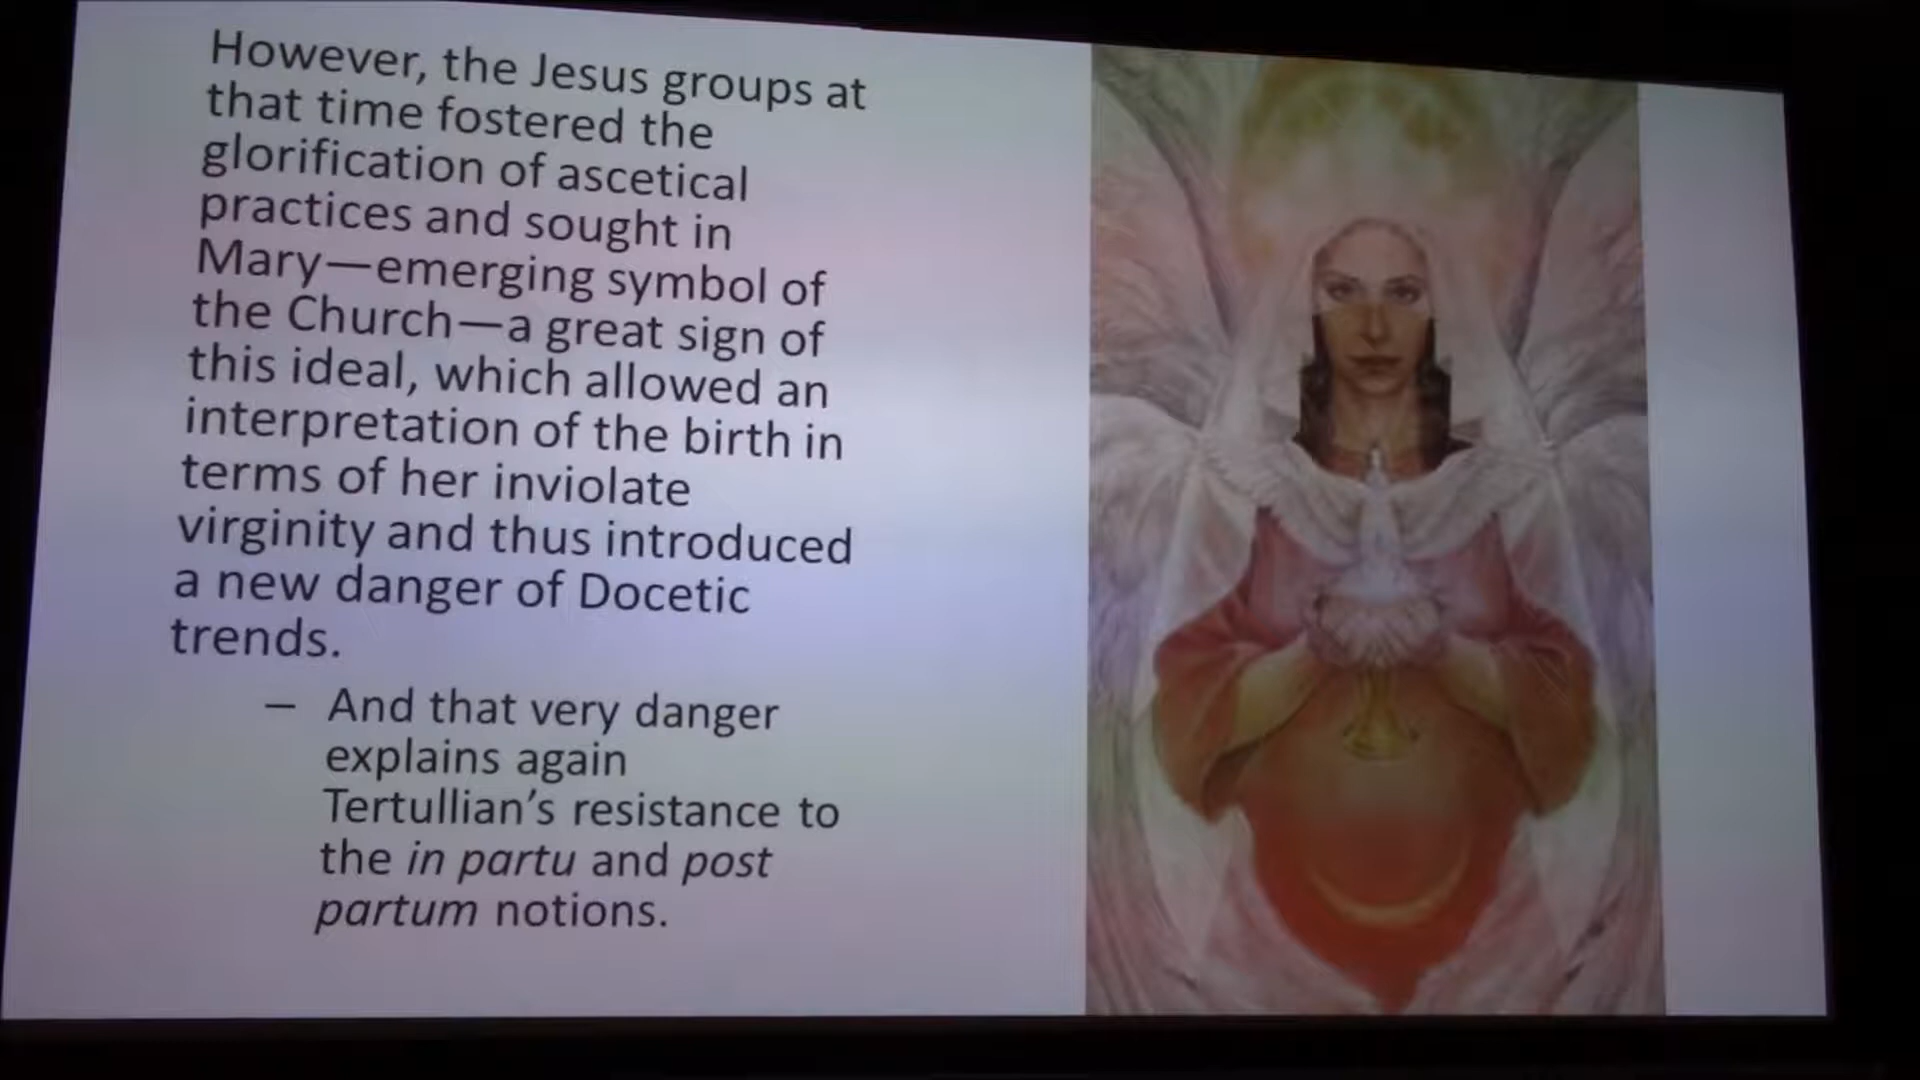 However, the Jesus groups at
that time fostered the
glorification of ascetical
practices and sought in
Mary—emerging symbol of
the Church—a great sign of
this ideal, which allowed an
interpretation of the birth in
terms of her inviolate
virginity and thus introduced
a new danger of Docetic
trends.
– And that very danger
explains again
Tertullian’s resistance to
the in partu and post
partum notions.